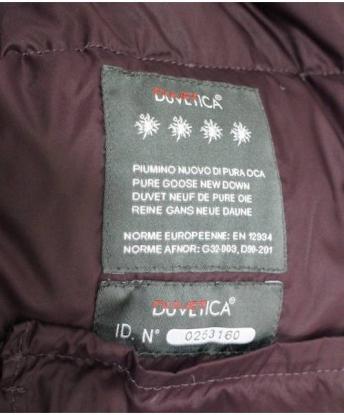 DUVETICA®
PIUMINO NUOVO DI PURA OCA
PURE GOOSE NEW DOWN
DUVET NEUF DE PURE OIE
REINE GANS NEUE DAUNE
NORME EUROPEENNE: EN 12934
NORME AFNOR: G32-003, D90-201
DUVETICA®
ID. N° 0253160